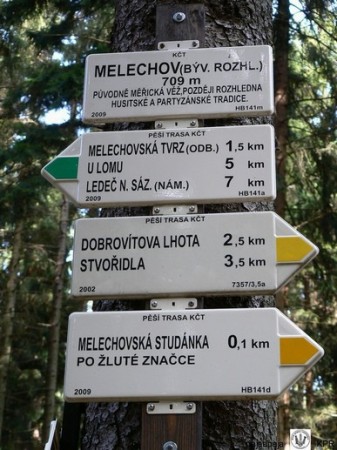 KČT
MELECHOV (BÝV. ROZHL.)
709 m
PŮVODNĚ MĚŘICKÁ VĚŽ,POZDĚJI ROZHLEDNA
HUSITSKÉ A PARTYZÁNSKÉ TRADICE.
2009 HB141m
PĚŠÍ TRASA KČT
MELECHOVSKÁ TVRZ (ODB.) 1,5 km
U LOMU 5 km
LEDEČ N. SÁZ. (NÁM.) 7 km
2009 HB141a
PĚŠÍ TRASA KČT
DOBROVÍTOVA LHOTA 2,5 km
STVOŘIDLA 3,5 km
2002 7357/3,5a
PĚŠÍ TRASA KČT
MELECHOVSKÁ STUDÁNKA 0,1 km
PO ŽLUTÉ ZNAČCE
2009 HB141d